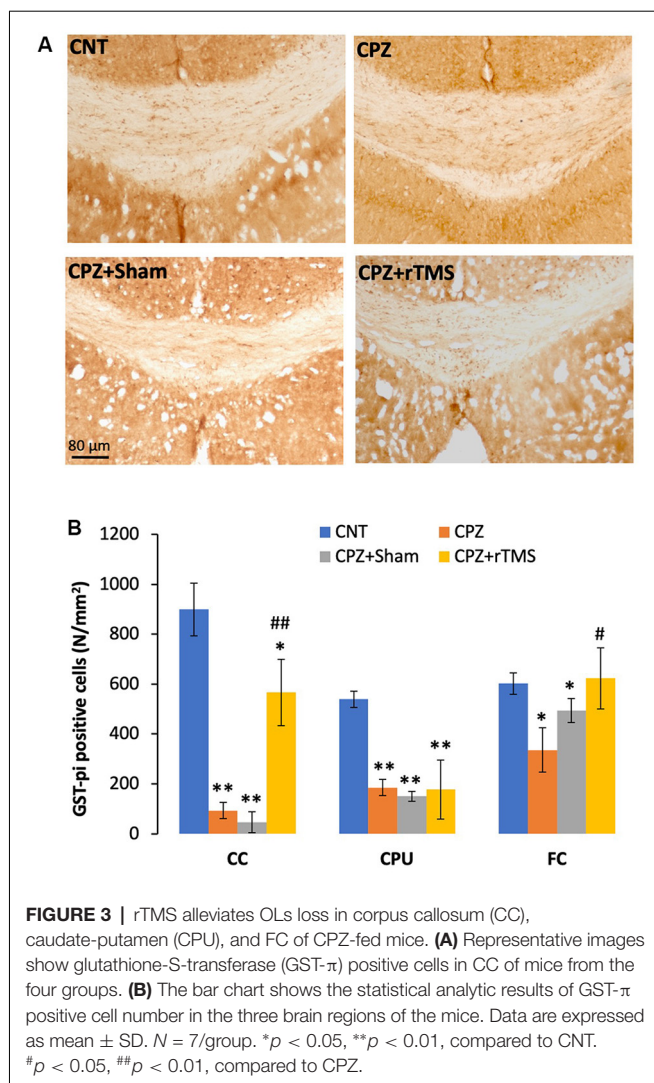 A
CNT
CPZ
CPZ+Sham
CPZ+rTMS
80 µm
B
1200
1000
800
600
400
200
0
GST-pi positive cells (N/mm²)
CNT
CPZ
CPZ+Sham
CPZ+rTMS
** ** ## *
** ** **
* * #
CC
CPU
FC
FIGURE 3 | rTMS alleviates OLs loss in corpus callosum (CC),
caudate-putamen (CPU), and FC of CPZ-fed mice. (A) Representative images
show glutathione-S-transferase (GST-π) positive cells in CC of mice from the
four groups. (B) The bar chart shows the statistical analytic results of GST-π
positive cell number in the three brain regions of the mice. Data are expressed
as mean ± SD. N = 7/group. *p < 0.05, **p < 0.01, compared to CNT.
#p < 0.05, ##p < 0.01, compared to CPZ.